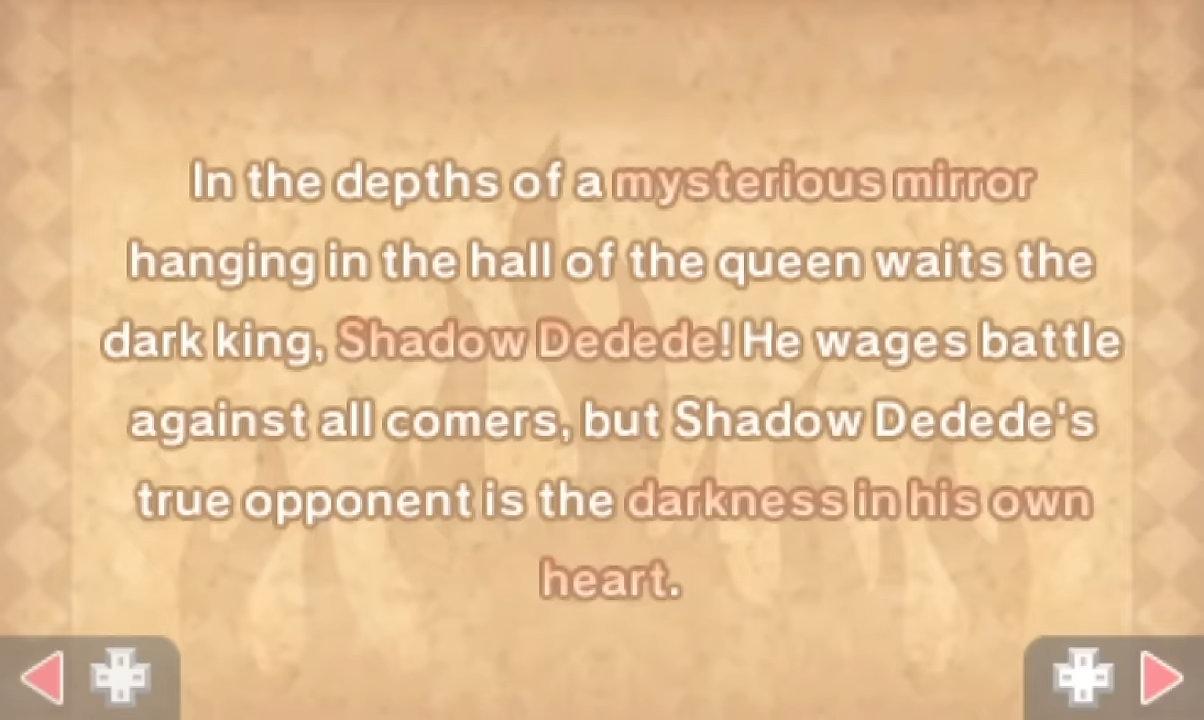 In the depths of a mysterious mirror
hanging in the hall of the queen waits the
dark king, Shadow Dedede! He wages battle
against all comers, but Shadow Dedede's
true opponent is the darkness in his own
heart.